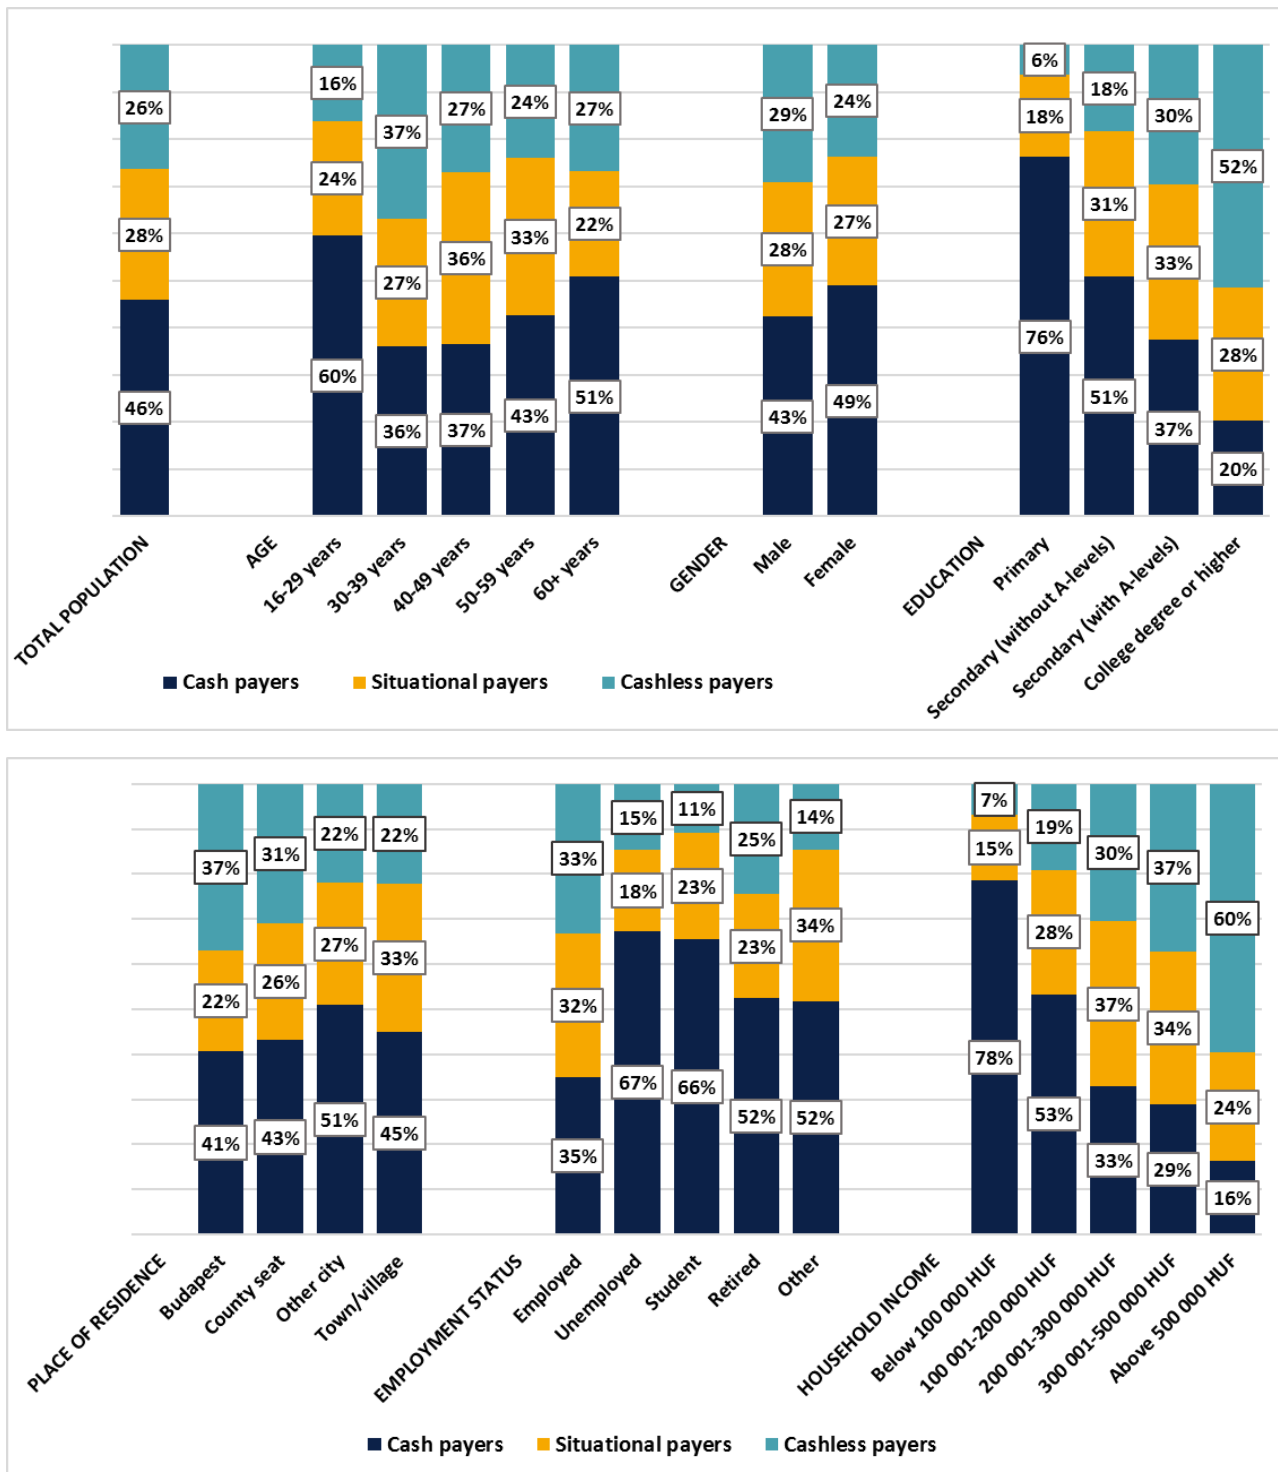 26%
28%
46%
16%
24%
60%
37%
27%
36%
27%
36%
37%
24%
33%
43%
27%
22%
51%
29%
28%
43%
24%
27%
49%
6%
18%
76%
18%
31%
51%
30%
33%
37%
52%
28%
20%
TOTAL POPULATION
AGE
16-29 years
30-39 years
40-49 years
50-59 years
60+ years
GENDER
Male
Female
EDUCATION
Primary
Secondary (without A-levels)
Secondary (with A-levels)
College degree or higher
Cash payers
Situational payers
Cashless payers
37%
22%
41%
31%
26%
43%
22%
27%
51%
22%
33%
45%
33%
32%
35%
15%
18%
67%
11%
23%
66%
25%
23%
52%
14%
34%
52%
7%
15%
78%
19%
28%
53%
30%
37%
33%
37%
34%
29%
60%
24%
16%
PLACE OF RESIDENCE
Budapest
County seat
Other city
Town/village
EMPLOYMENT STATUS
Employed
Unemployed
Student
Retired
Other
HOUSEHOLD INCOME
Below 100 000 HUF
100 001-200 000 HUF
200 001-300 000 HUF
300 001-500 000 HUF
Above 500 000 HUF
Cash payers
Situational payers
Cashless payers